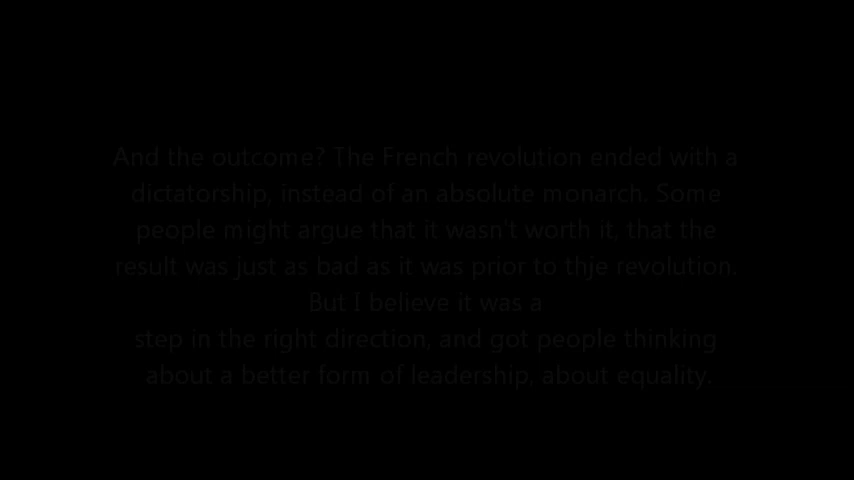 And the outcome? The French revolution ended with a
dictatorship, instead of an absolute monarch. Some
people might argue that it wasn't worth it, that the
result was just as bad as it was prior to thje revolution.
But I believe it was a
step in the right direction, and got people thinking
about a better form of leadership, about equality.